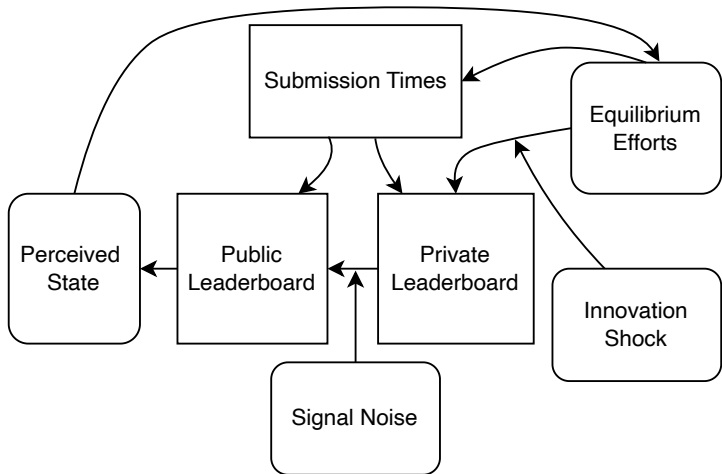 Submission Times
Equilibrium
Efforts
Perceived
State
Public
Leaderboard
Private
Leaderboard
Innovation
Shock
Signal Noise